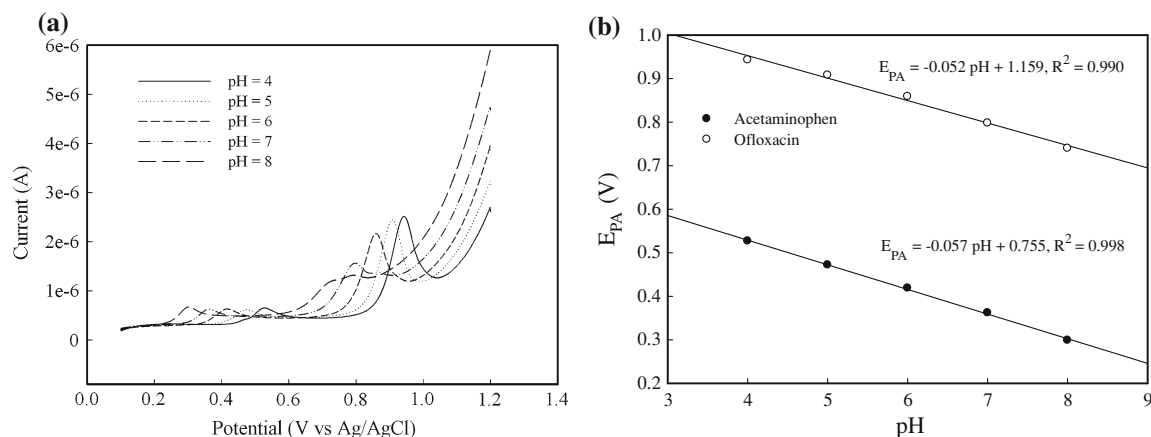 (a)
6e-6
5e-6
4e-6
3e-6
2e-6
1e-6
0
Current (A)
pH = 4
pH = 5
pH = 6
pH = 7
pH = 8
0.0 0.2 0.4 0.6 0.8 1.0 1.2 1.4
Potential (V vs Ag/AgCl)
(b)
1.0
0.9
0.8
0.7
0.6
0.5
0.4
0.3
0.2
E_PA (V)
E_PA = -0.052 pH + 1.159, R² = 0.990
Acetaminophen
Ofloxacin
E_PA = -0.057 pH + 0.755, R² = 0.998
3 4 5 6 7 8 9
pH